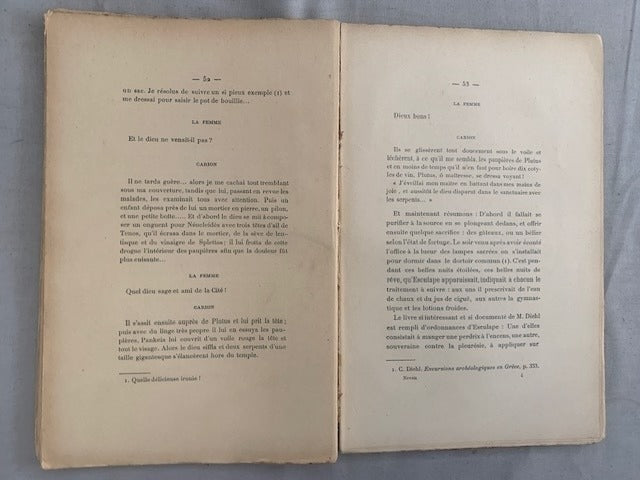 — 52 —
un sac. Je résolus de suivre un si pieux exemple (1) et
me dressai pour saisir le pot de bouillie...
LA FEMME
Et le dieu ne venait-il pas ?
CARION
Il ne tarda guère... alors je me cachai tout tremblant
sous ma couverture, tandis que lui, passant en revue les
malades, les examinait tous avec attention. Puis un
enfant déposa près de lui un mortier en pierre, un pilon,
et une petite boîte..... Et d'abord le dieu se mit à compo-
ser un onguent pour Néocleidès avec trois têtes d'ail de
Tenos, qu'il écrasa dans le mortier, de la sève de len-
tisque et du vinaigre de Sphettos ; il lui frotta de cette
drogue l'intérieur des paupières afin que la douleur fût
plus cuisante...
LA FEMME
Quel dieu sage et ami de la Cité !
CARION
Il s'assit ensuite auprès de Plutus et lui prit la tête ;
puis avec du linge très propre il lui en essuya les pau-
pières. Pankeia lui couvrit d'un voile rouge la tête et
tout le visage. Alors le dieu siffla et deux serpents d'une
taille gigantesque s'élancèrent hors du temple.
1. Quelle délicieuse ironie !
— 53 —
LA FEMME
Dieux bons !
CARION
Ils se glissèrent tout doucement sous le voile et
léchèrent, à ce qu'il me sembla, les paupières de Plutus
et en moins de temps qu'il n'en faut pour boire dix coty-
les de vin, Plutus, ô maîtresse, se dressa voyant !
« J'éveillai mon maître en battant dans mes mains de
joie, et aussitôt le dieu disparut dans le sanctuaire avec
les serpents... »
Et maintenant résumons : D'abord il fallait se
purifier à la source en se plongeant dedans, et offrir
ensuite quelque sacrifice : des gâteaux, ou un bélier
selon l'état de fortune. Le soir venu après avoir écouté
l'office à la lueur des lampes sacrées on s'installait
pour dormir dans le dortoir commun (1). C'est pen-
dant ces belles nuits étoilées, ces belles nuits de
rêve, qu'Esculape apparaissait, indiquait à chacun le
traitement à suivre : aux uns il prescrivait de l'eau
de chaux et du jus de ciguë, aux autres la gymnas-
tique et les lotions froides.
Le livre si intéressant et si documenté de M. Diehl
est rempli d'ordonnances d'Esculape : Une d'elles
consistait à manger une perdrix à l'encens, une autre,
souveraine contre la pleurésie, à appliquer sur
1. C. Diehl. Excursions archéologiques en Grèce, p. 353.
4